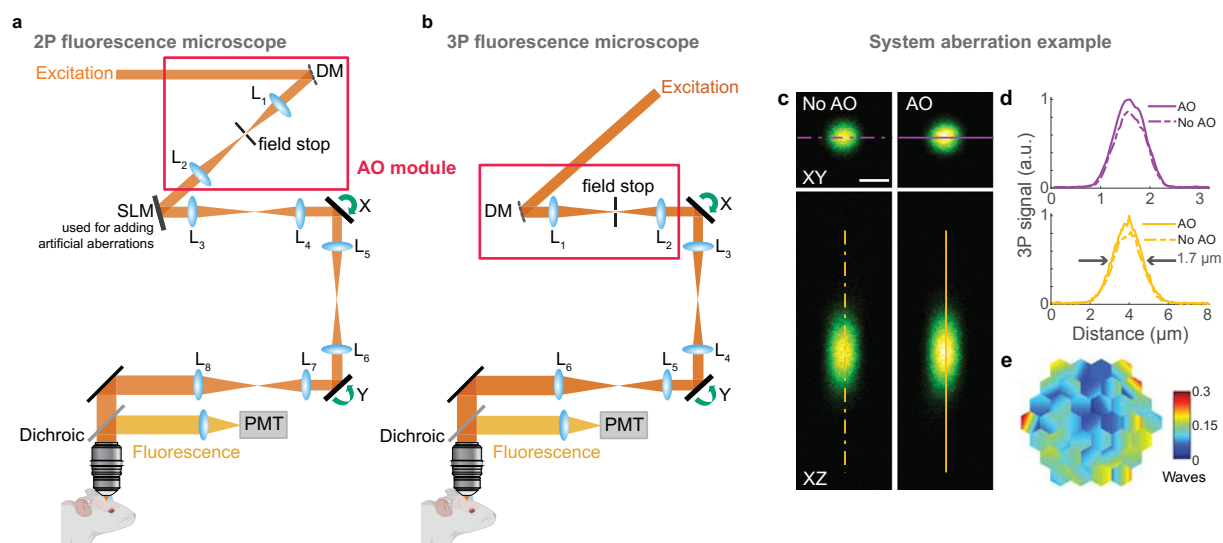 a
2P fluorescence microscope
Excitation
DM
L1
field stop
L2
AO module
SLM
used for adding
artificial aberrations
L3
L4
X
L5
L6
Y
L7
L8
Dichroic
PMT
Fluorescence
b
3P fluorescence microscope
Excitation
field stop
DM
L1
L2
X
L3
L4
Y
L5
L6
Dichroic
PMT
Fluorescence
System aberration example
c
No AO
AO
XY
XZ
d
1
AO
No AO
0
0 1 2 3
3P signal (a.u.)
1
AO
No AO
1.7 µm
0
0 2 4 6 8
Distance (µm)
e
0.3
0.15
0
Waves